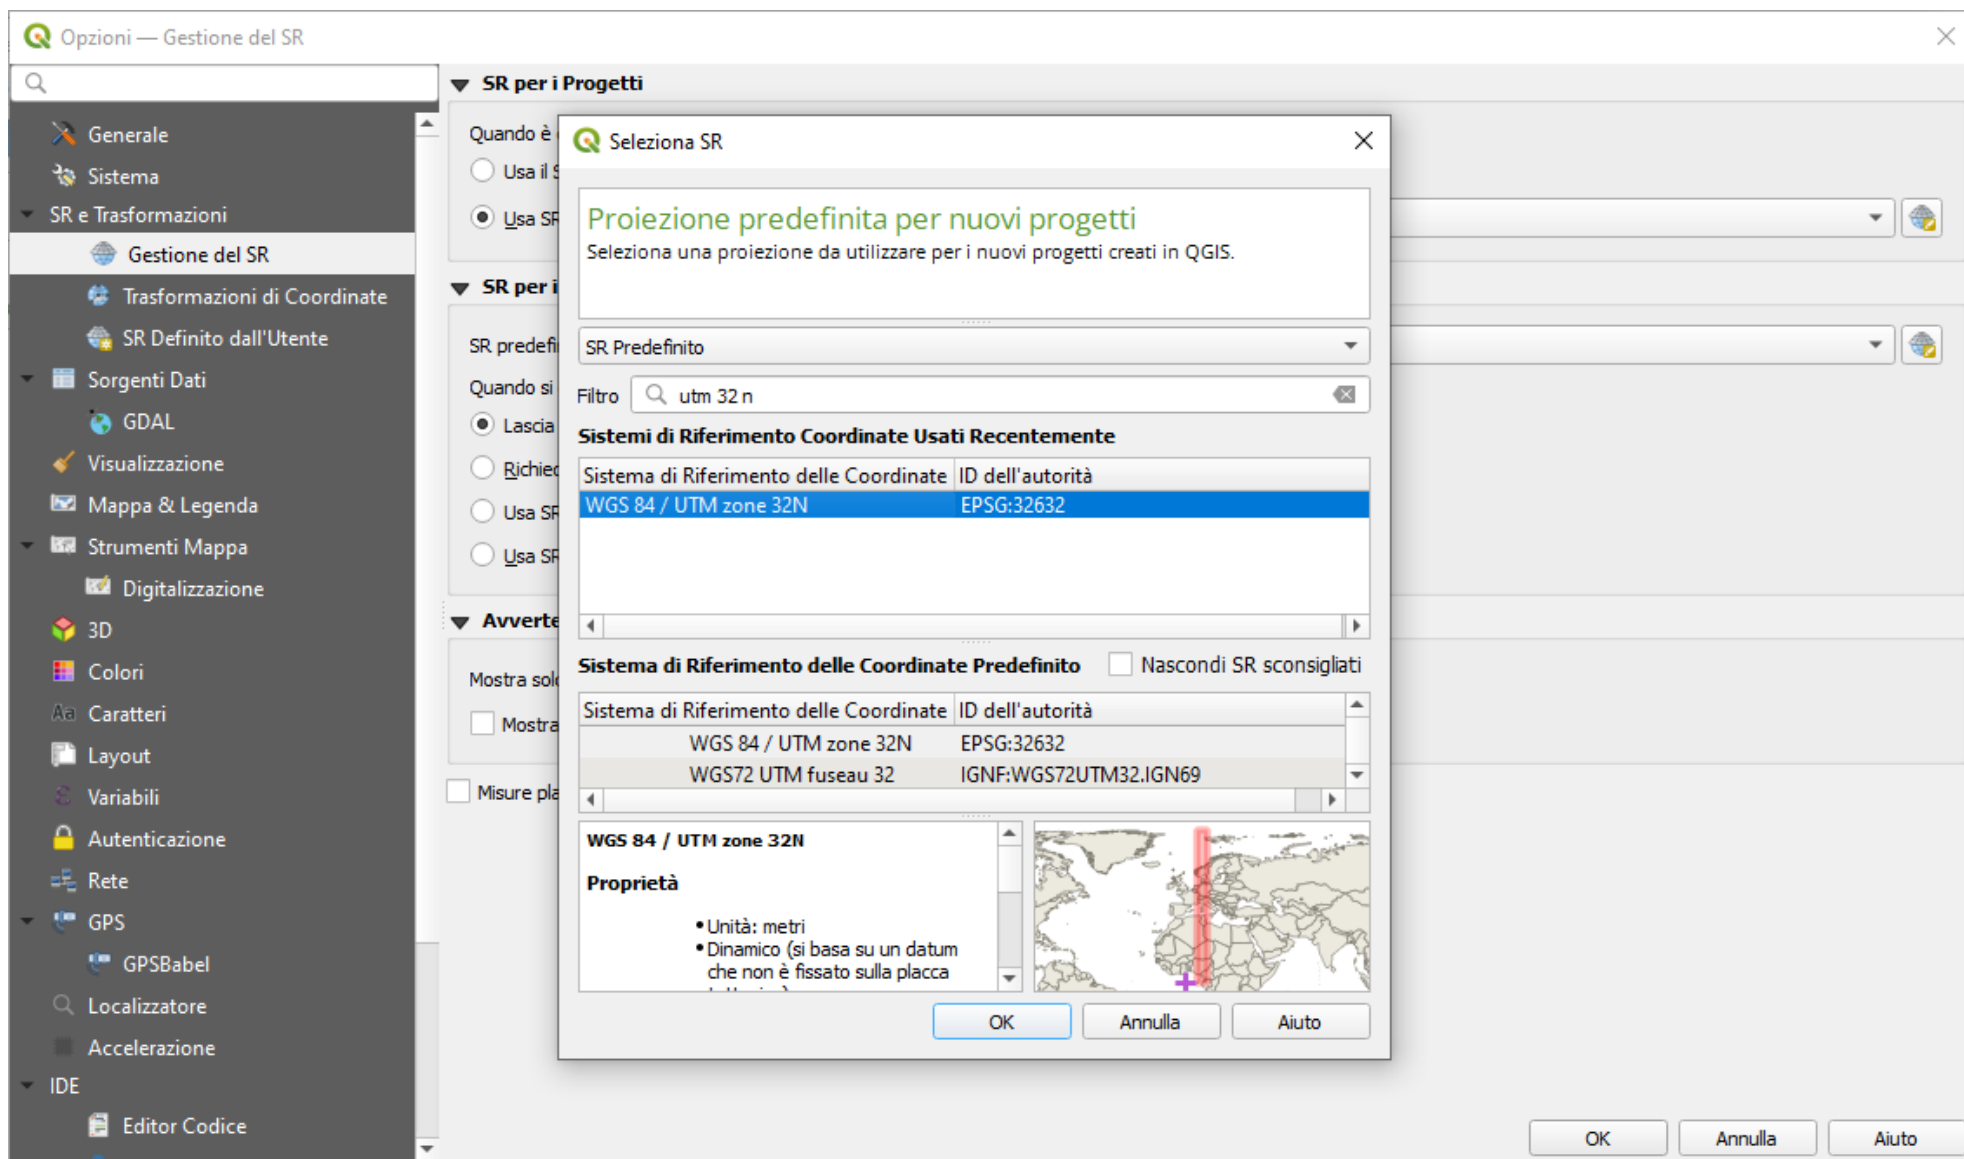 Opzioni — Gestione del SR
Generale
Sistema
SR e Trasformazioni
Gestione del SR
Trasformazioni di Coordinate
SR Definito dall'Utente
Sorgenti Dati
GDAL
Visualizzazione
Mappa & Legenda
Strumenti Mappa
Digitalizzazione
3D
Colori
Caratteri
Layout
Variabili
Autenticazione
Rete
GPS
GPSBabel
Localizzatore
Accelerazione
IDE
Editor Codice
SR per i Progetti
Quando è
Usa il
Usa SR
SR per i
SR
Quando si
Lascia
Usa SR
Usa SR
Mostra
Mostra
Misure
Seleziona SR
Proiezione predefinita per nuovi progetti
Seleziona una proiezione da utilizzare per i nuovi progetti creati in QGIS.
SR Predefinito
Filtro utm 32 n
Sistemi di Riferimento Coordinate Usati Recentemente
Sistema di Riferimento delle Coordinate ID dell'autorità
WGS 84 / UTM zone 32N EPSG:32632
Sistema di Riferimento delle Coordinate Predefinito Nascondi SR sconsigliati
Sistema di Riferimento delle Coordinate ID dell'autorità
WGS 84 / UTM zone 32N EPSG:32632
WGS72 UTM fuseau 32 IGNF:WGS72UTM32.IGN69
WGS 84 / UTM zone 32N
Proprietà
• Unità: metri
• Dinamico (si basa su un datum
che non è fissato sulla placca
OK Annulla Aiuto
OK Annulla Aiuto